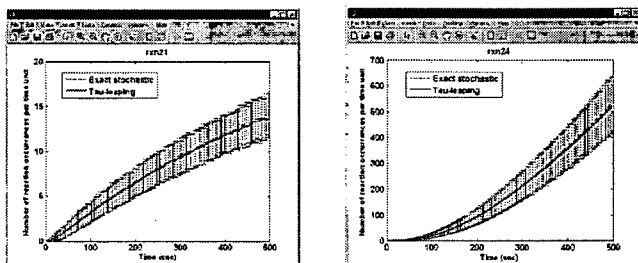 rxn21
20
15
10
5
0
Exact stochastic
Tau-leaping
Number of reaction occurrences per time unit
0 100 200 300 400 500
Time (sec)
rxn24
700
600
500
400
300
200
100
0
Exact stochastic
Tau-leaping
Number of reaction occurrences per time unit
0 100 200 300 400 500
Time (sec)